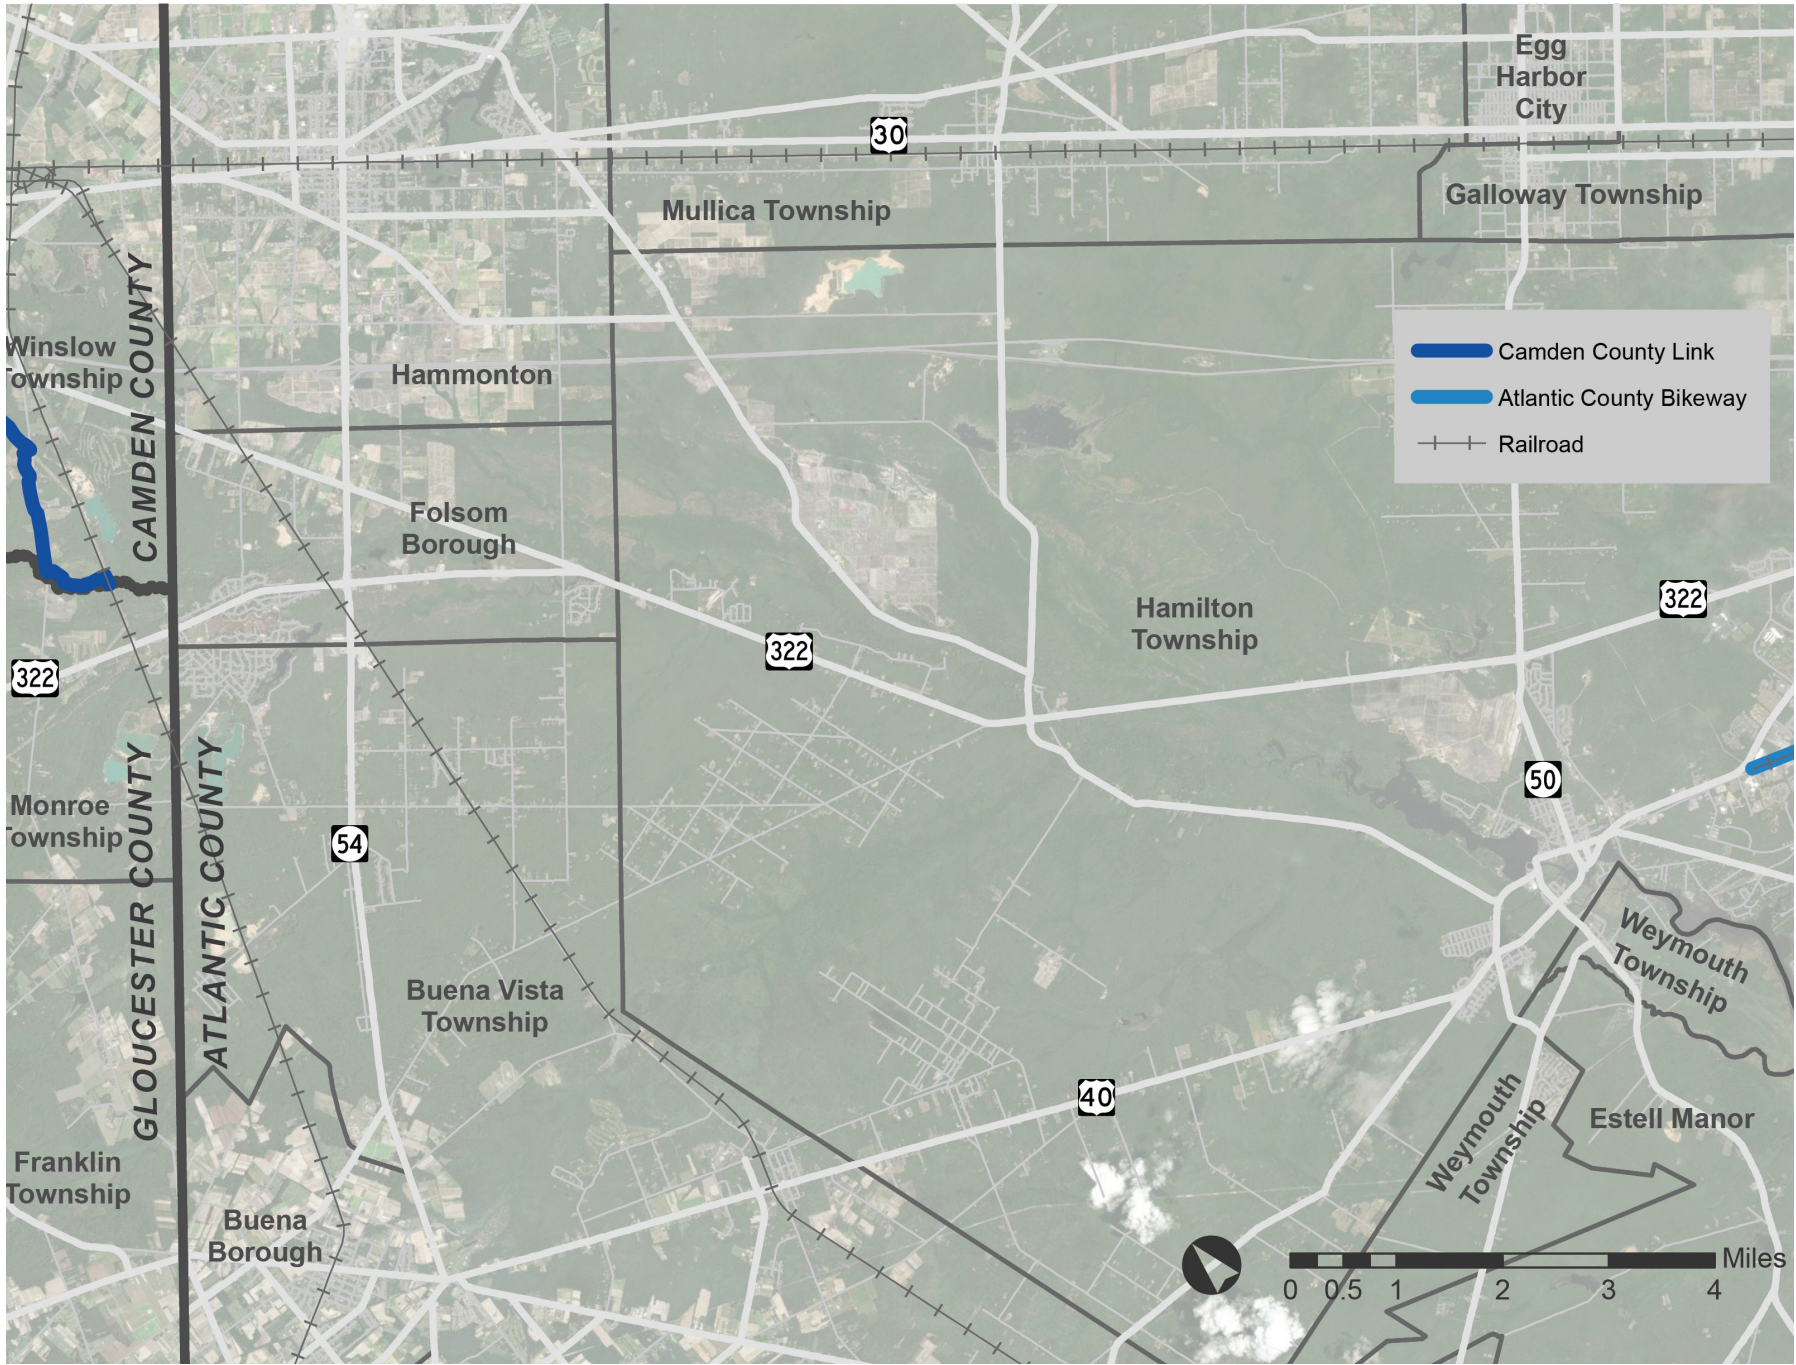 Egg
Harbor
City
30
Mullica Township
Galloway Township
CAMDEN COUNTY
Winslow
Township
Hammonton
Camden County Link
Atlantic County Bikeway
Railroad
Folsom
Borough
322
Hamilton
Township
322
322
50
Monroe
Township
54
GLOUCESTER COUNTY
ATLANTIC COUNTY
Weymouth
Township
Buena Vista
Township
40
Weymouth
Township
Estell Manor
Franklin
Township
Buena
Borough
Miles
0 0.5 1 2 3 4